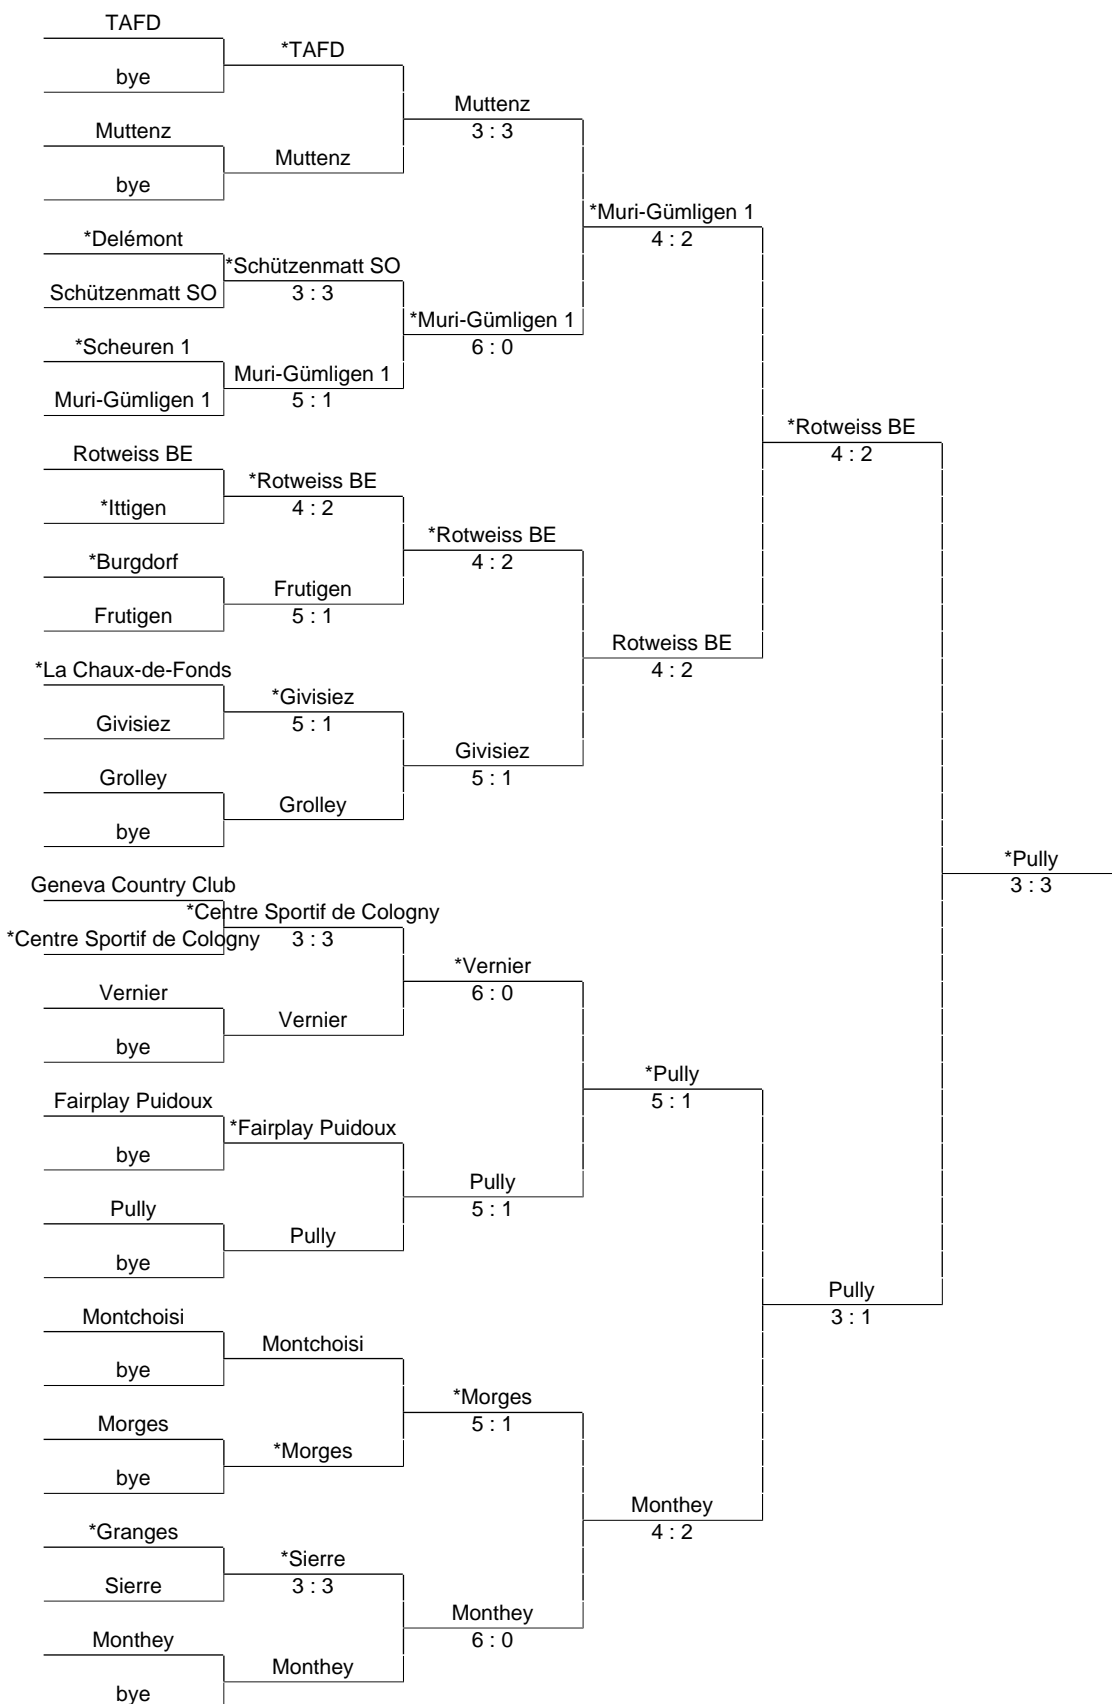 TAFD
*TAFD
bye
Muttenz
3 : 3
Muttenz
Muttenz
bye
*Muri-Gümligen 1
4 : 2
*Delémont
*Schützenmatt SO
Schützenmatt SO
3 : 3
*Muri-Gümligen 1
6 : 0
*Scheuren 1
Muri-Gümligen 1
Muri-Gümligen 1
5 : 1
*Rotweiss BE
4 : 2
Rotweiss BE
*Rotweiss BE
*Ittigen
4 : 2
*Rotweiss BE
4 : 2
*Burgdorf
Frutigen
Frutigen
5 : 1
Rotweiss BE
4 : 2
*La Chaux-de-Fonds
*Givisiez
Givisiez
5 : 1
Givisiez
5 : 1
Grolley
Grolley
bye
*Pully
3 : 3
Geneva Country Club
*Centre Sportif de Cologny
*Centre Sportif de Cologny
3 : 3
*Vernier
6 : 0
Vernier
Vernier
bye
*Pully
5 : 1
Fairplay Puidoux
*Fairplay Puidoux
bye
Pully
5 : 1
Pully
Pully
bye
Pully
3 : 1
Montchoisi
Montchoisi
bye
*Morges
5 : 1
Morges
*Morges
bye
Monthey
4 : 2
*Granges
*Sierre
Sierre
3 : 3
Monthey
6 : 0
Monthey
Monthey
bye